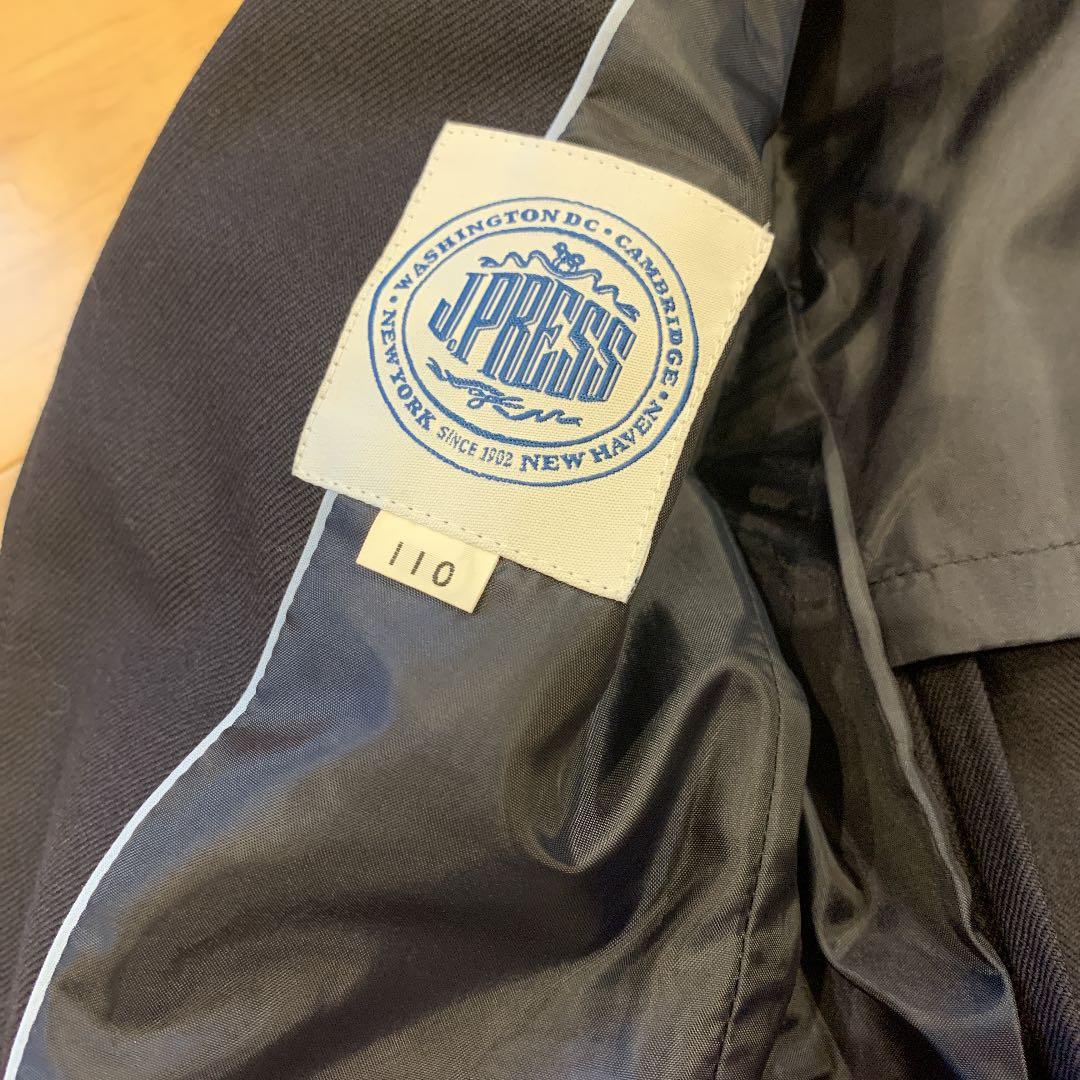 WASHINGTON DC • CAMBRIDGE • NEW HAVEN
SINCE 1902
NEW YORK •
J.PRESS
110